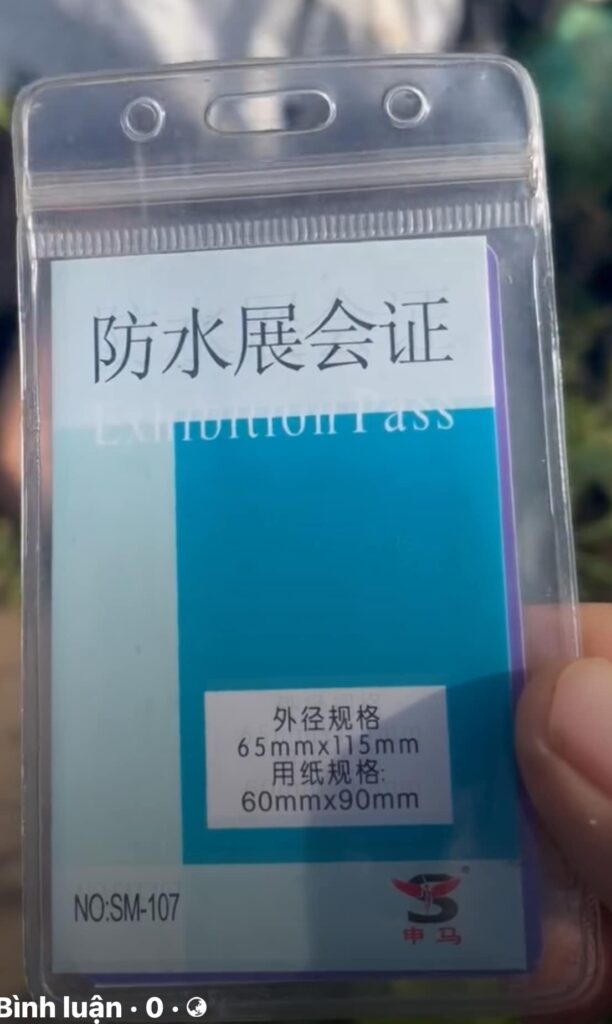 防水展会证
Exhibition Pass
外径规格
65mmx115mm
用纸规格:
60mmx90mm
NO:SM-107
申马
Bình luận · 0 ·